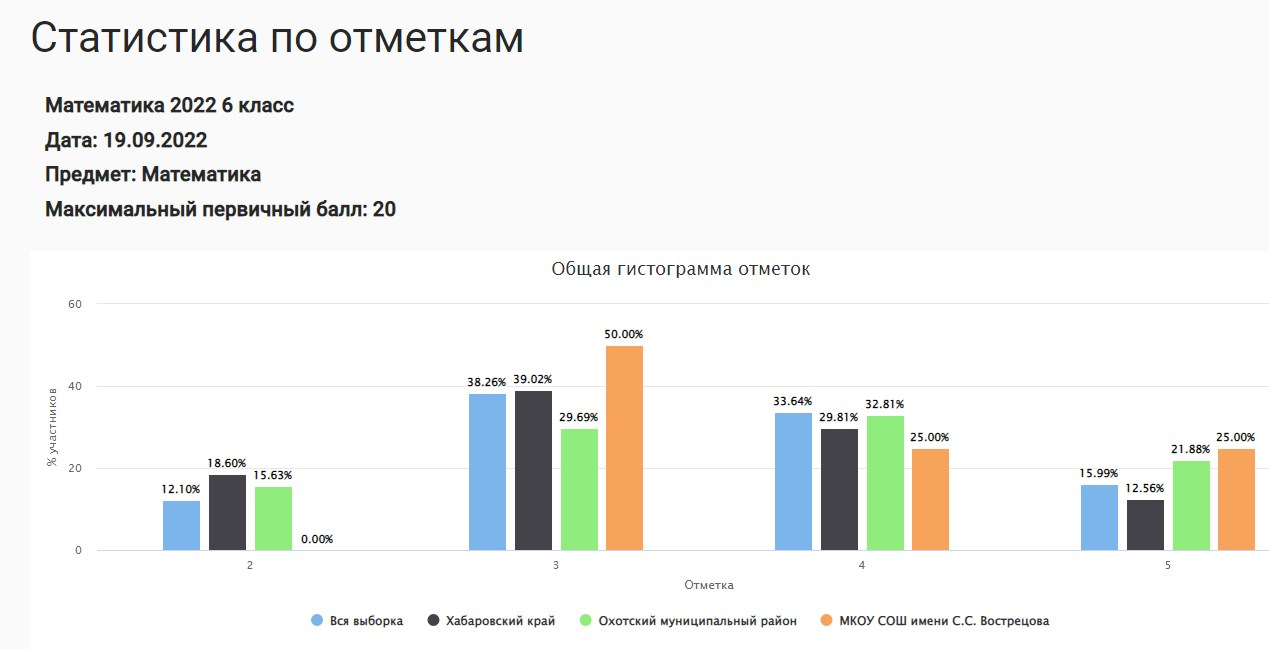 Статистика по отметкам
Математика 2022 6 класс
Дата: 19.09.2022
Предмет: Математика
Максимальный первичный балл: 20
Общая гистограмма отметок
60
40
20
0
% участников
12.10%
18.60%
15.63%
0.00%
38.26%
39.02%
29.69%
50.00%
33.64%
29.81%
32.81%
25.00%
15.99%
12.56%
21.88%
25.00%
2 3 4 5
Отметка
Вся выборка Хабаровский край Охотский муниципальный район МКОУ СОШ имени С.С. Вострецова